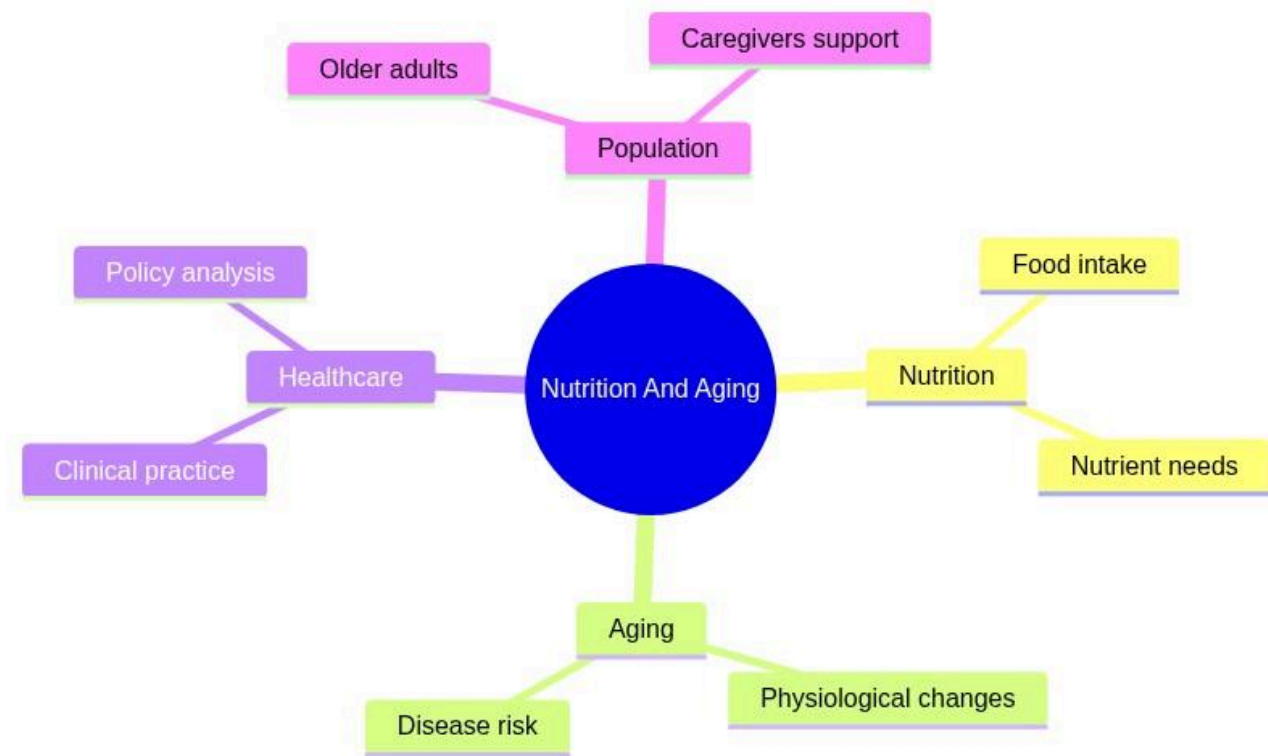 Caregivers support
Older adults
Population
Policy analysis
Food intake
Healthcare
Nutrition And Aging
Nutrition
Clinical practice
Nutrient needs
Aging
Physiological changes
Disease risk